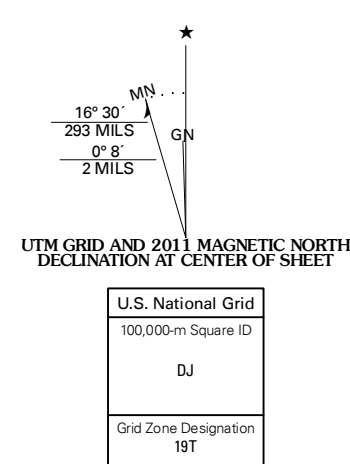 ★
MN
GN
16° 30´
293 MILS
0° 8´
2 MILS
UTM GRID AND 2011 MAGNETIC NORTH
DECLINATION AT CENTER OF SHEET
U.S. National Grid
100,000-m Square ID
DJ
Grid Zone Designation
19T